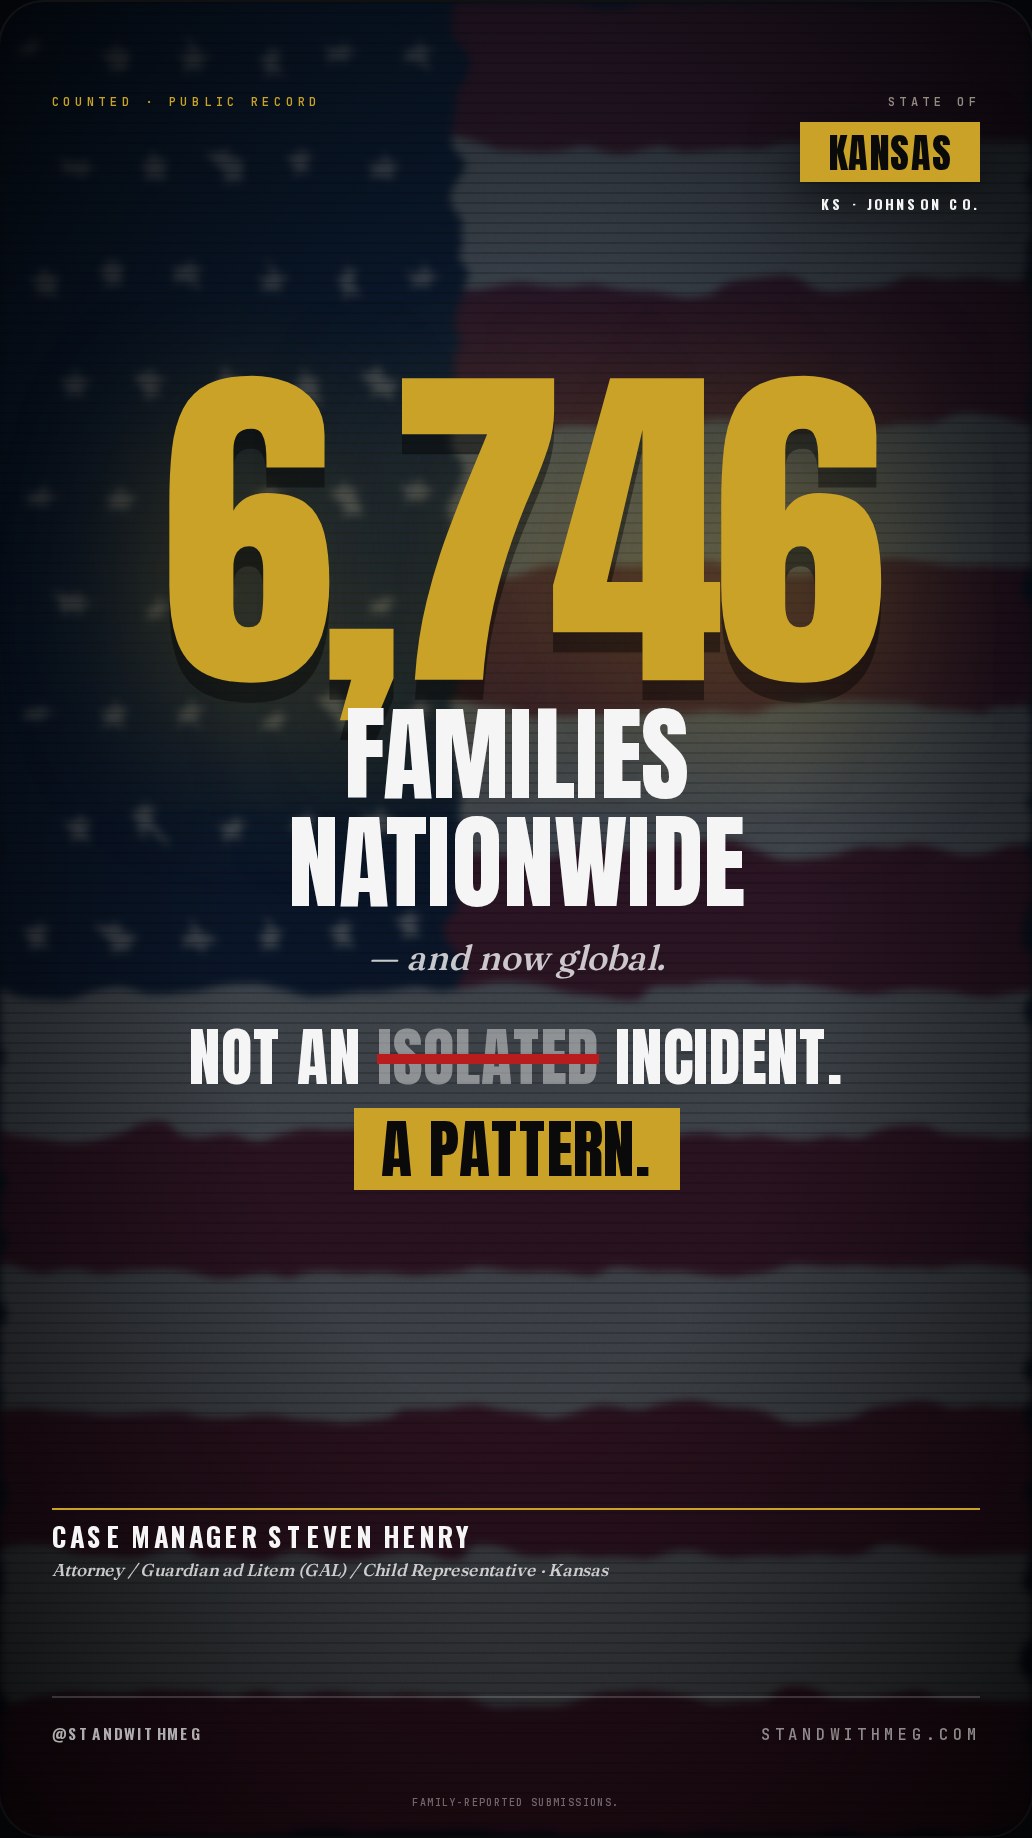 COUNTED · PUBLIC RECORD
STATE OF
KANSAS
KS · JOHNSON CO.
6,746
FAMILIES
NATIONWIDE
— and now global.
NOT AN ISOLATED INCIDENT.
A PATTERN.
CASE MANAGER STEVEN HENRY
Attorney / Guardian ad Litem (GAL) / Child Representative · Kansas
@STANDWITHMEG
STANDWITHMEG.COM
FAMILY-REPORTED SUBMISSIONS.